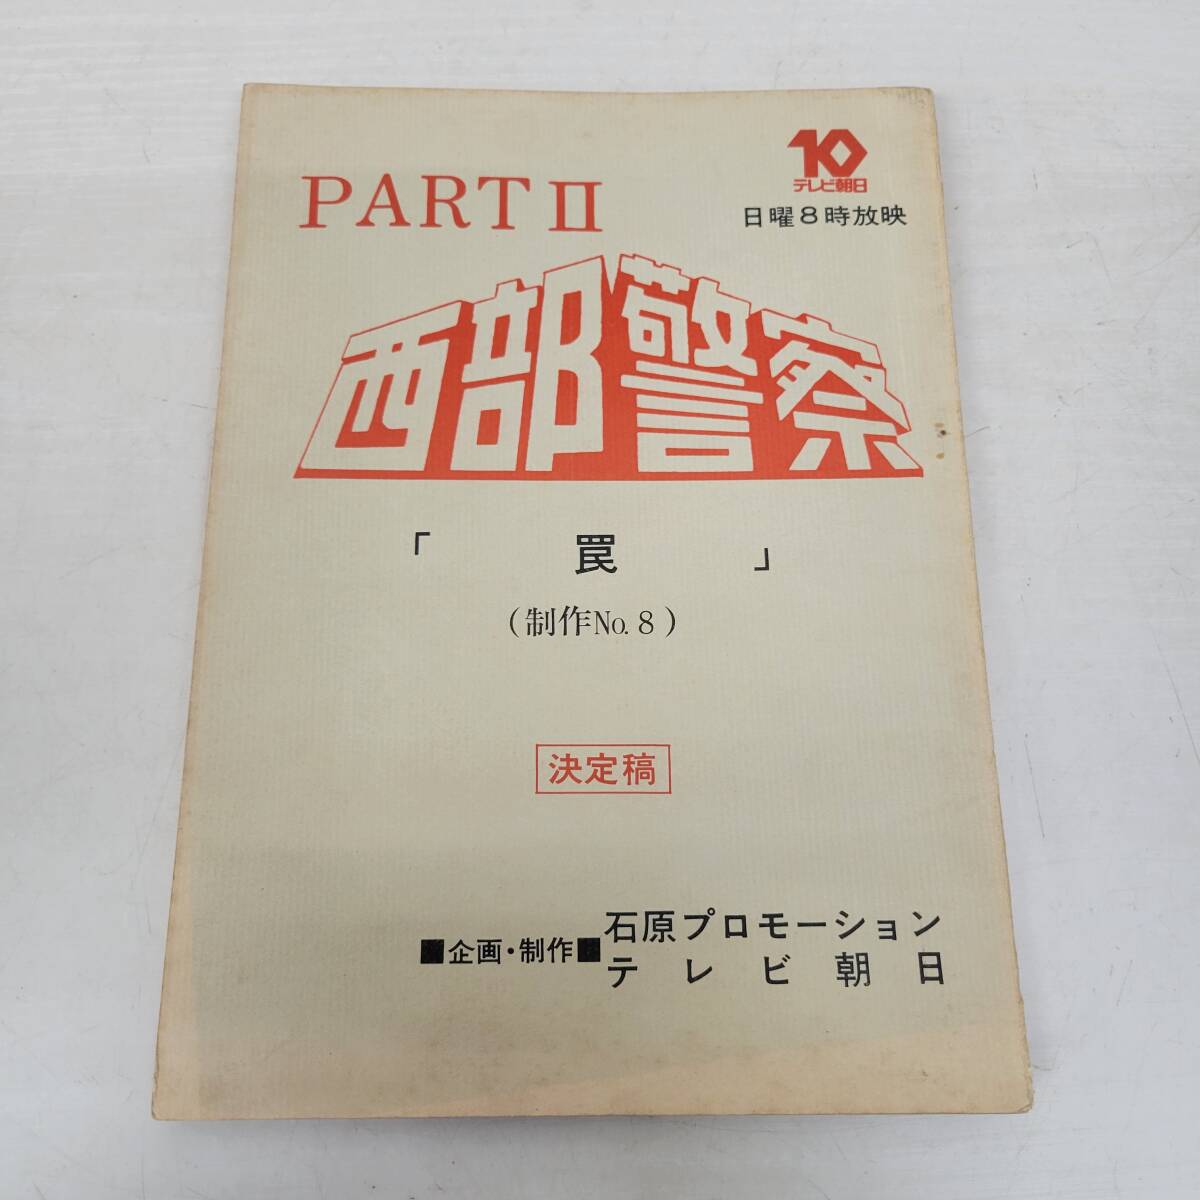 10
テレビ朝日
PART II
日曜8時放映
西部警察
「 罠 」
(制作No.8)
決定稿
■企画・制作■
石原プロモーション
テレビ朝日